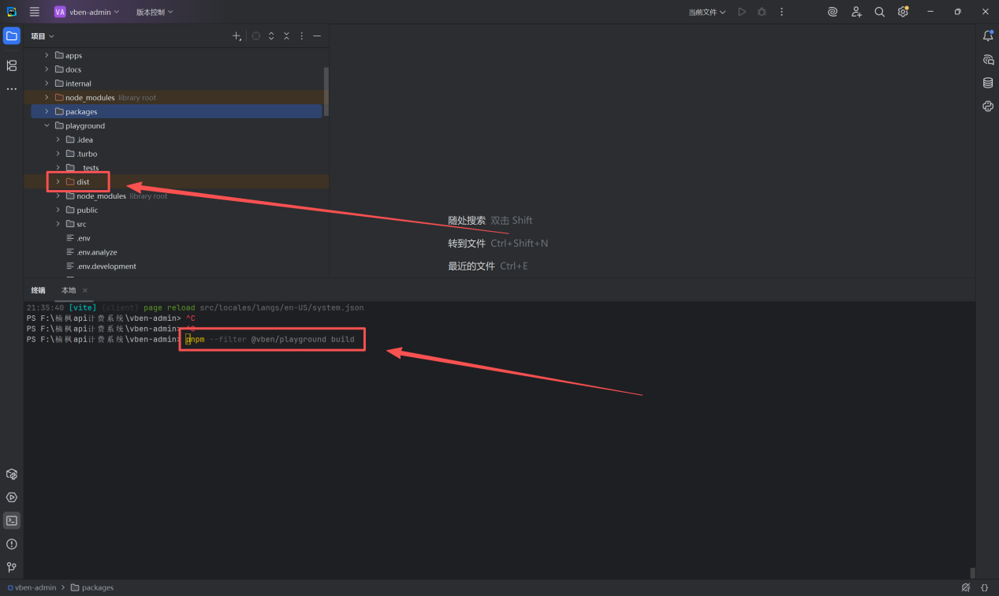 VA vben-admin 版本控制 当前文件
项目
apps
docs
internal
node_modules library root
packages
playground
.idea
.turbo
__tests
dist
node_modules library root
public
src
.env
.env.analyze
.env.development
随处搜索 双击 Shift
转到文件 Ctrl+Shift+N
最近的文件 Ctrl+E
终端 本地
21:35:40 [vite] (client) page reload src/locales/langs/en-US/system.json
PS F:\楠枫api计费系统\vben-admin> ^C
PS F:\楠枫api计费系统\vben-admin> ^C
PS F:\楠枫api计费系统\vben-admin> pnpm --filter @vben/playground build
vben-admin > packages